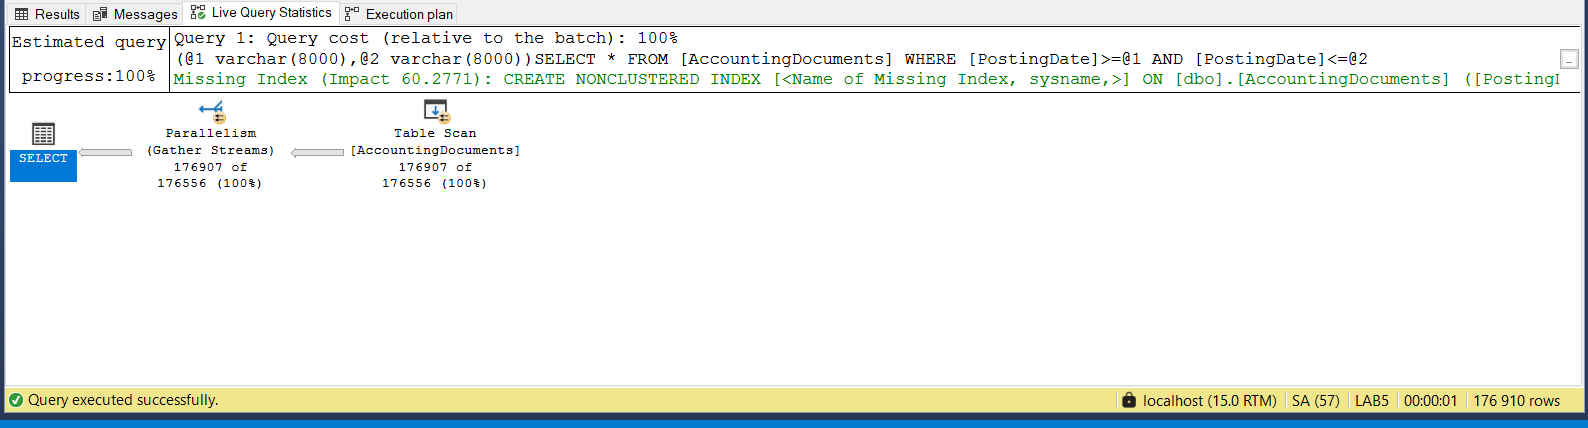 Results Messages Live Query Statistics Execution plan
Estimated query
progress:100%
Query 1: Query cost (relative to the batch): 100%
(@1 varchar(8000),@2 varchar(8000))SELECT * FROM [AccountingDocuments] WHERE [PostingDate]>=@1 AND [PostingDate]<=@2
Missing Index (Impact 60.2771): CREATE NONCLUSTERED INDEX [<Name of Missing Index, sysname,>] ON [dbo].[AccountingDocuments] ([Posting
SELECT
Parallelism
(Gather Streams)
176907 of
176556 (100%)
Table Scan
[AccountingDocuments]
176907 of
176556 (100%)
Query executed successfully.
localhost (15.0 RTM) SA (57) LAB5 00:00:01 176 910 rows